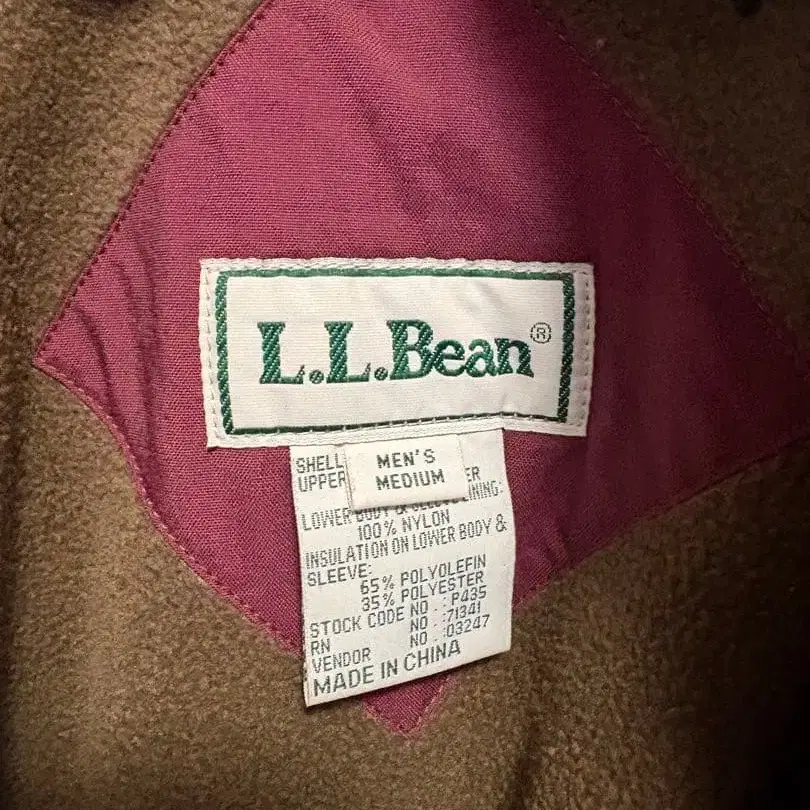 L.L.Bean®
MEN'S
MEDIUM
SHELL
UPPER
LOWER BODY & LINING:
100% NYLON
INSULATION ON LOWER BODY &
SLEEVE:
65% POLYOLEFIN
35% POLYESTER
STOCK CODE NO.:P435
RN NO.:71341
VENDOR NO.:03247
MADE IN CHINA